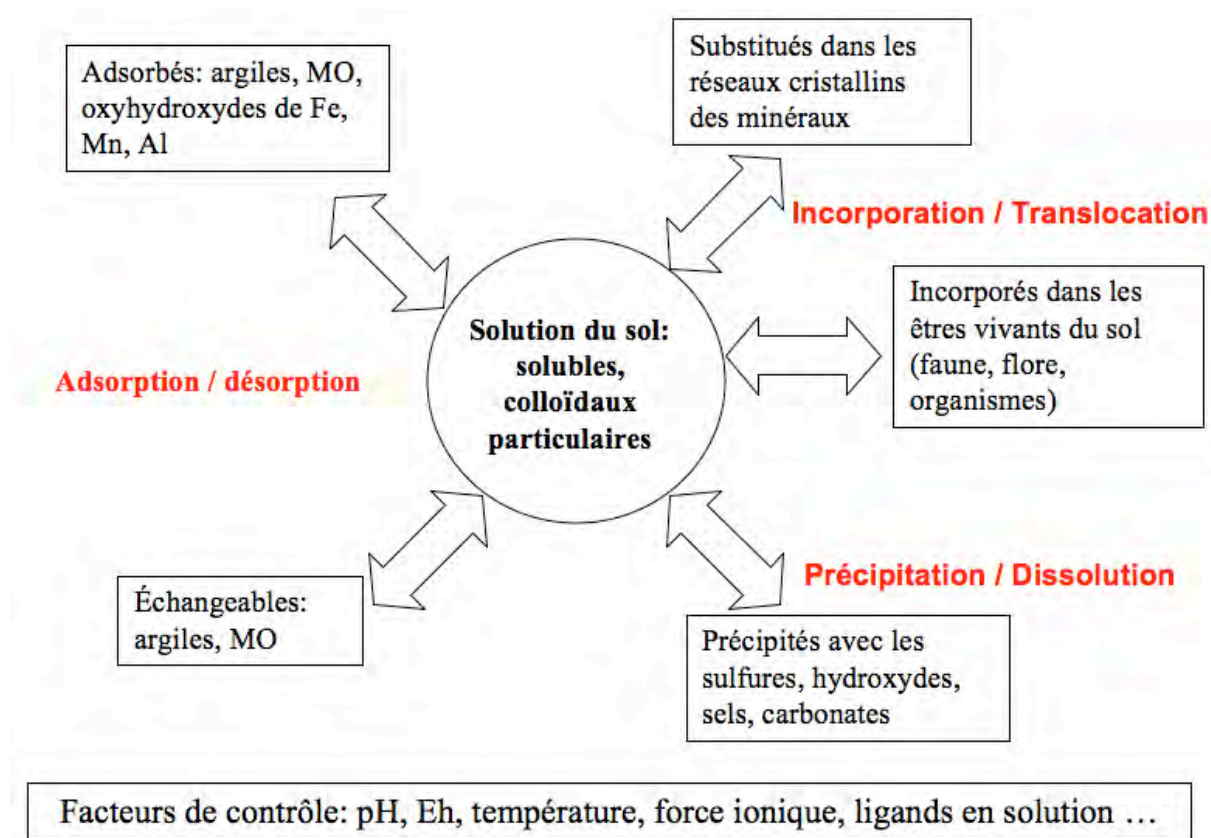 Adsorbés: argiles, MO,
oxyhydroxydes de Fe,
Mn, Al
Substitués dans les
réseaux cristallins
des minéraux
Incorporation / Translocation
Incorporés dans les
êtres vivants du sol
(faune, flore,
organismes)
Solution du sol:
solubles,
colloïdaux
particulaires
Adsorption / désorption
Précipitation / Dissolution
Échangeables:
argiles, MO
Précipités avec les
sulfures, hydroxydes,
sels, carbonates
Facteurs de contrôle: pH, Eh, température, force ionique, ligands en solution …